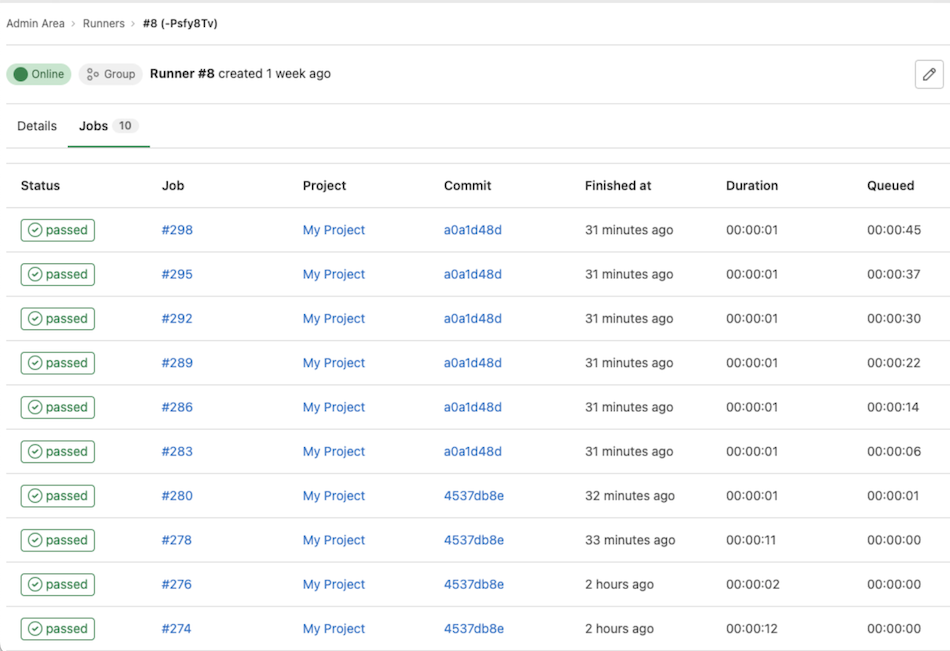 Admin Area > Runners > #8 (-Psfy8Tv)
Online Group Runner #8 created 1 week ago
Details Jobs 10
Status Job Project Commit Finished at Duration Queued
passed #298 My Project a0a1d48d 31 minutes ago 00:00:01 00:00:45
passed #295 My Project a0a1d48d 31 minutes ago 00:00:01 00:00:37
passed #292 My Project a0a1d48d 31 minutes ago 00:00:01 00:00:30
passed #289 My Project a0a1d48d 31 minutes ago 00:00:01 00:00:22
passed #286 My Project a0a1d48d 31 minutes ago 00:00:01 00:00:14
passed #283 My Project a0a1d48d 31 minutes ago 00:00:01 00:00:06
passed #280 My Project 4537db8e 32 minutes ago 00:00:01 00:00:01
passed #278 My Project 4537db8e 33 minutes ago 00:00:11 00:00:00
passed #276 My Project 4537db8e 2 hours ago 00:00:02 00:00:00
passed #274 My Project 4537db8e 2 hours ago 00:00:12 00:00:00